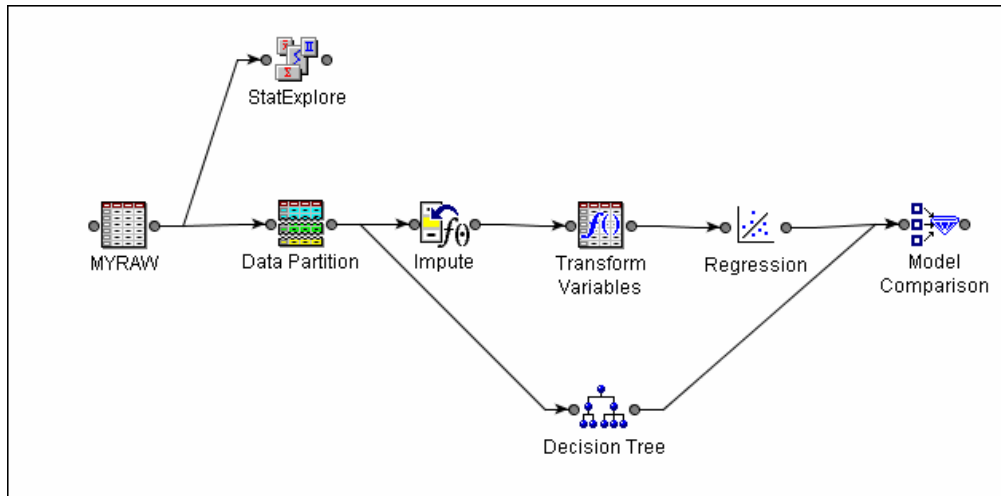 StatExplore
MYRAW
Data Partition
Impute
Transform
Variables
Regression
Model
Comparison
Decision Tree